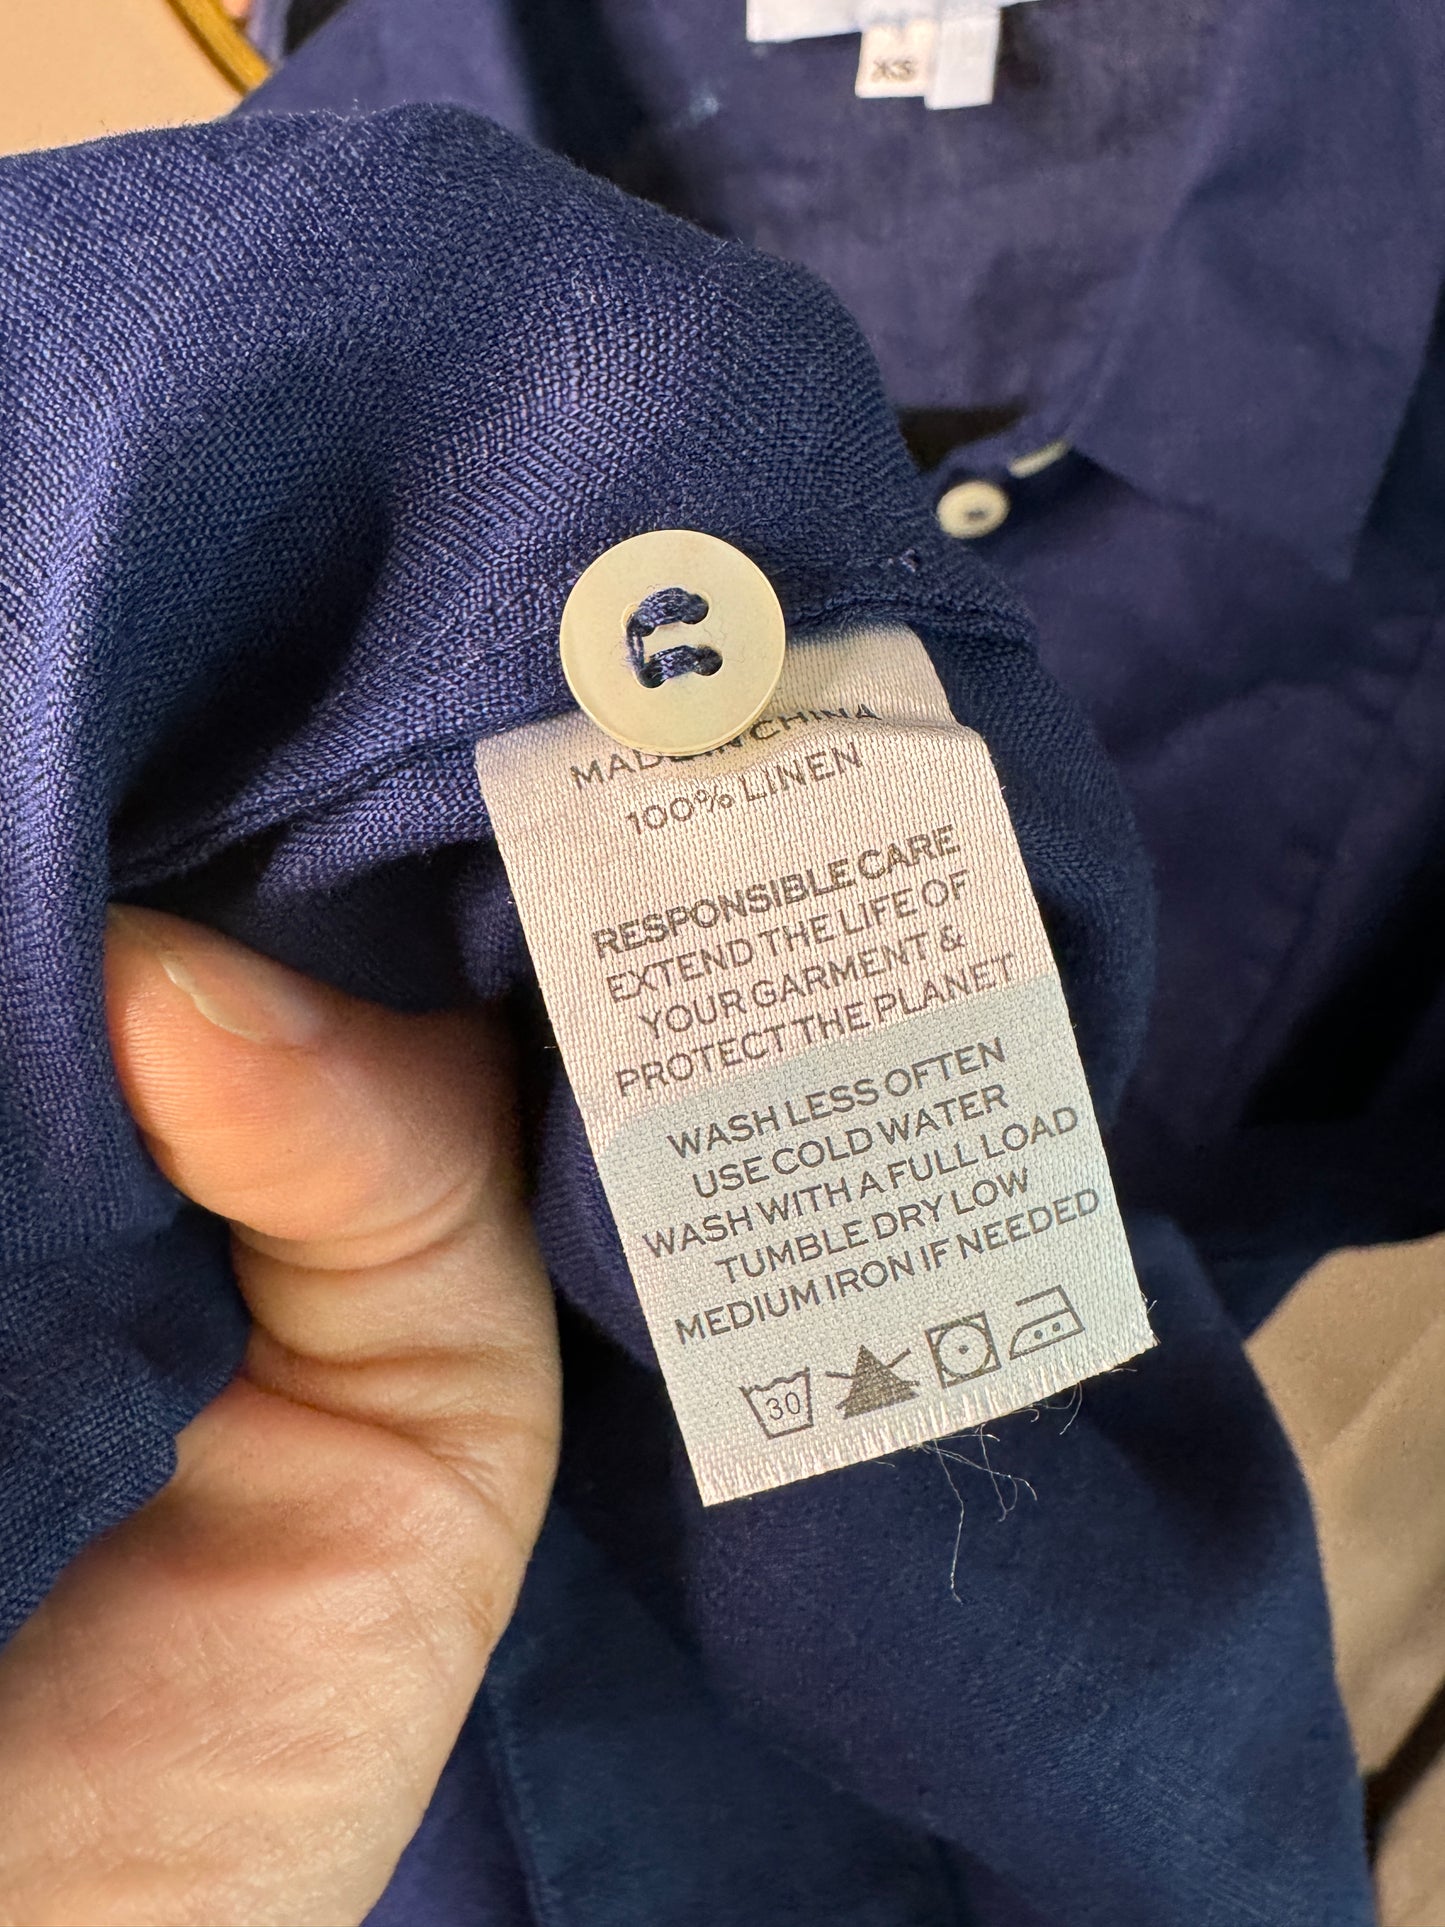 XS
MADE IN CHINA
100% LINEN
RESPONSIBLE CARE
EXTEND THE LIFE OF
YOUR GARMENT &
PROTECT THE PLANET
WASH LESS OFTEN
USE COLD WATER
WASH WITH A FULL LOAD
TUMBLE DRY LOW
MEDIUM IRON IF NEEDED
30